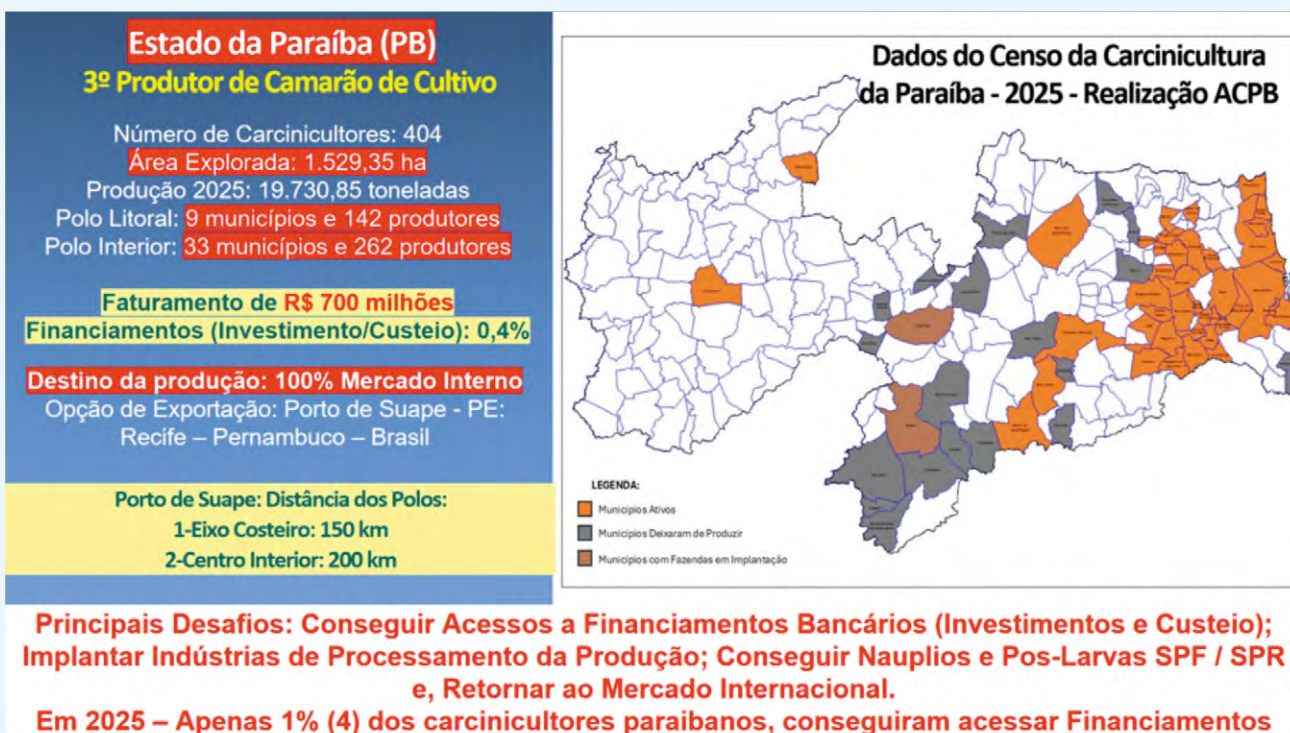 Estado da Paraíba (PB)
3º Produtor de Camarão de Cultivo
Número de Carcinicultores: 404
Área Explorada: 1.529,35 ha
Produção 2025: 19.730,85 toneladas
Polo Litoral: 9 municípios e 142 produtores
Polo Interior: 33 municípios e 262 produtores
Faturamento de R$ 700 milhões
Financiamentos (Investimento/Custeio): 0,4%
Destino da produção: 100% Mercado Interno
Opção de Exportação: Porto de Suape - PE:
Recife – Pernambuco – Brasil
Porto de Suape: Distância dos Polos:
1-Eixo Costeiro: 150 km
2-Centro Interior: 200 km
Dados do Censo da Carcinicultura
da Paraíba - 2025 - Realização ACPB
LEGENDA:
Municípios Ativos
Municípios Deixaram de Produzir
Municípios com Fazendas em Implantação
Principais Desafios: Conseguir Acessos a Financiamentos Bancários (Investimentos e Custeio);
Implantar Indústrias de Processamento da Produção; Conseguir Nauplios e Pos-Larvas SPF / SPR
e, Retornar ao Mercado Internacional.
Em 2025 – Apenas 1% (4) dos carcinicultores paraibanos, conseguiram acessar Financiamentos